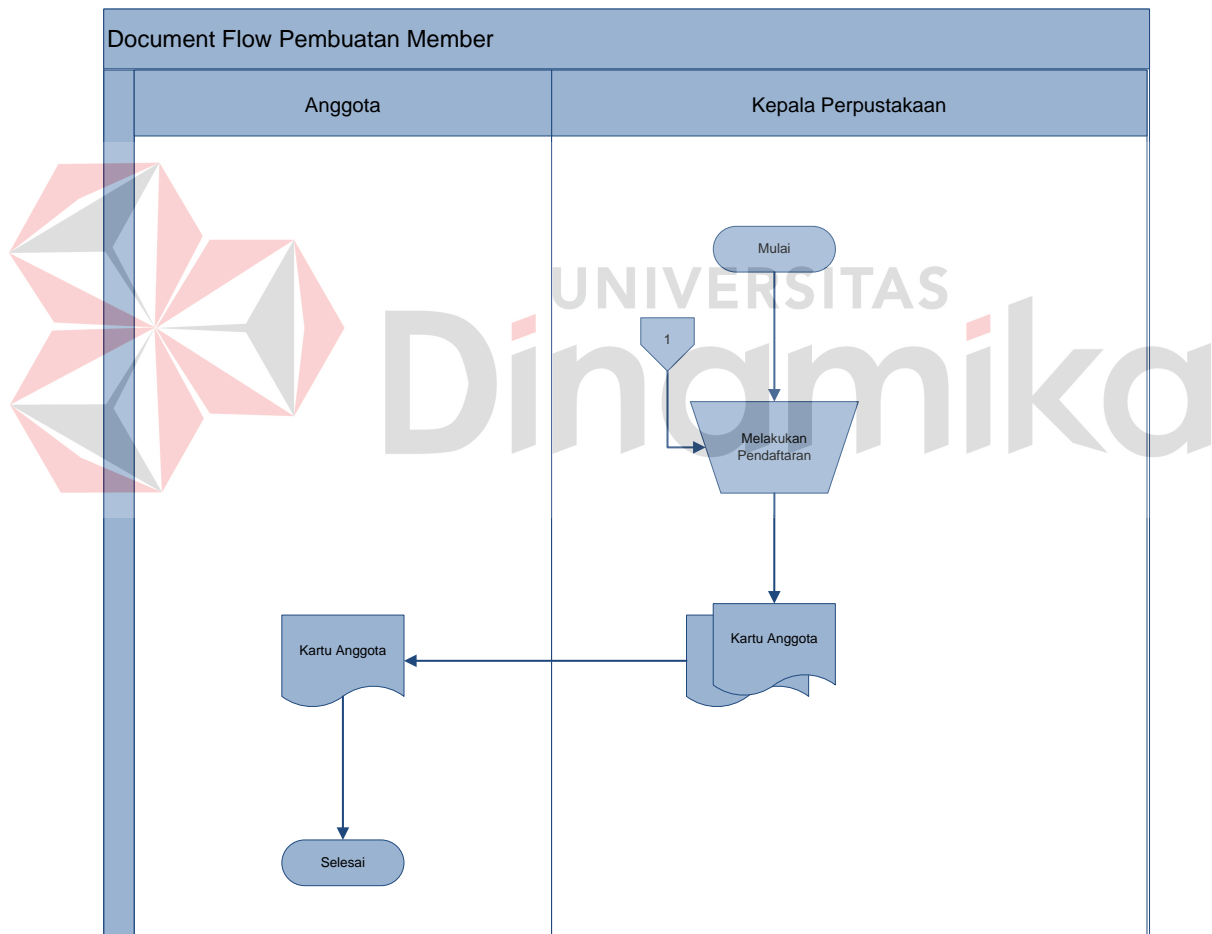 Document Flow Pembuatan Member
Anggota
Kepala Perpustakaan
Mulai
UNIVERSITAS
Dinamika
1
Melakukan
Pendaftaran
Kartu Anggota
Kartu Anggota
Selesai